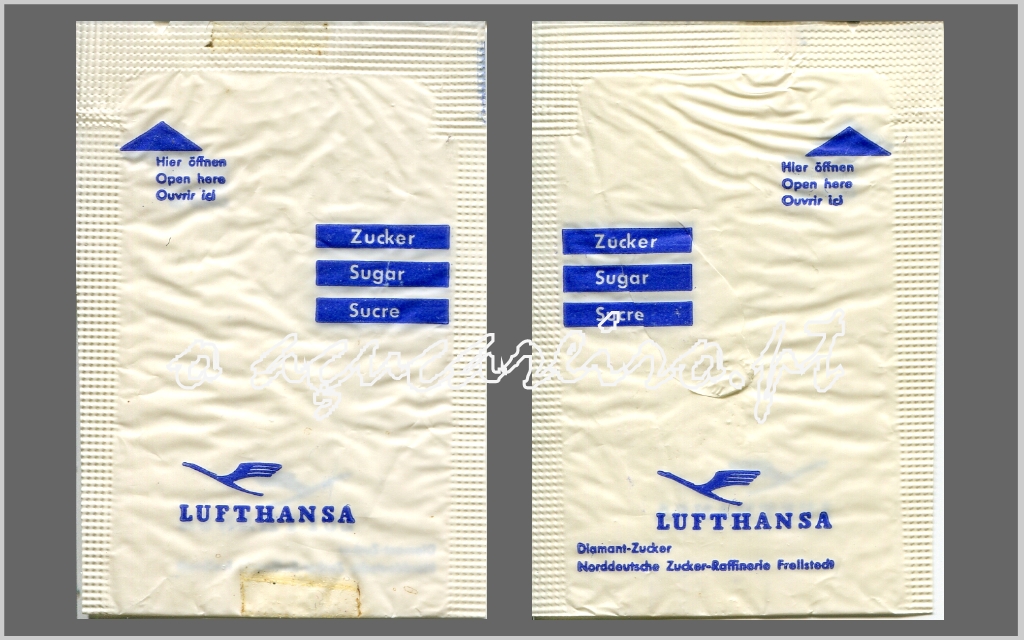 Hier öffnen
Open here
Ouvrir ici
Zucker
Sugar
Sucre
LUFTHANSA
Hier öffnen
Open here
Ouvrir ici
Zucker
Sugar
Sucre
LUFTHANSA
Diamant-Zucker
Norddeutsche Zucker-Raffinerie Frellstedt